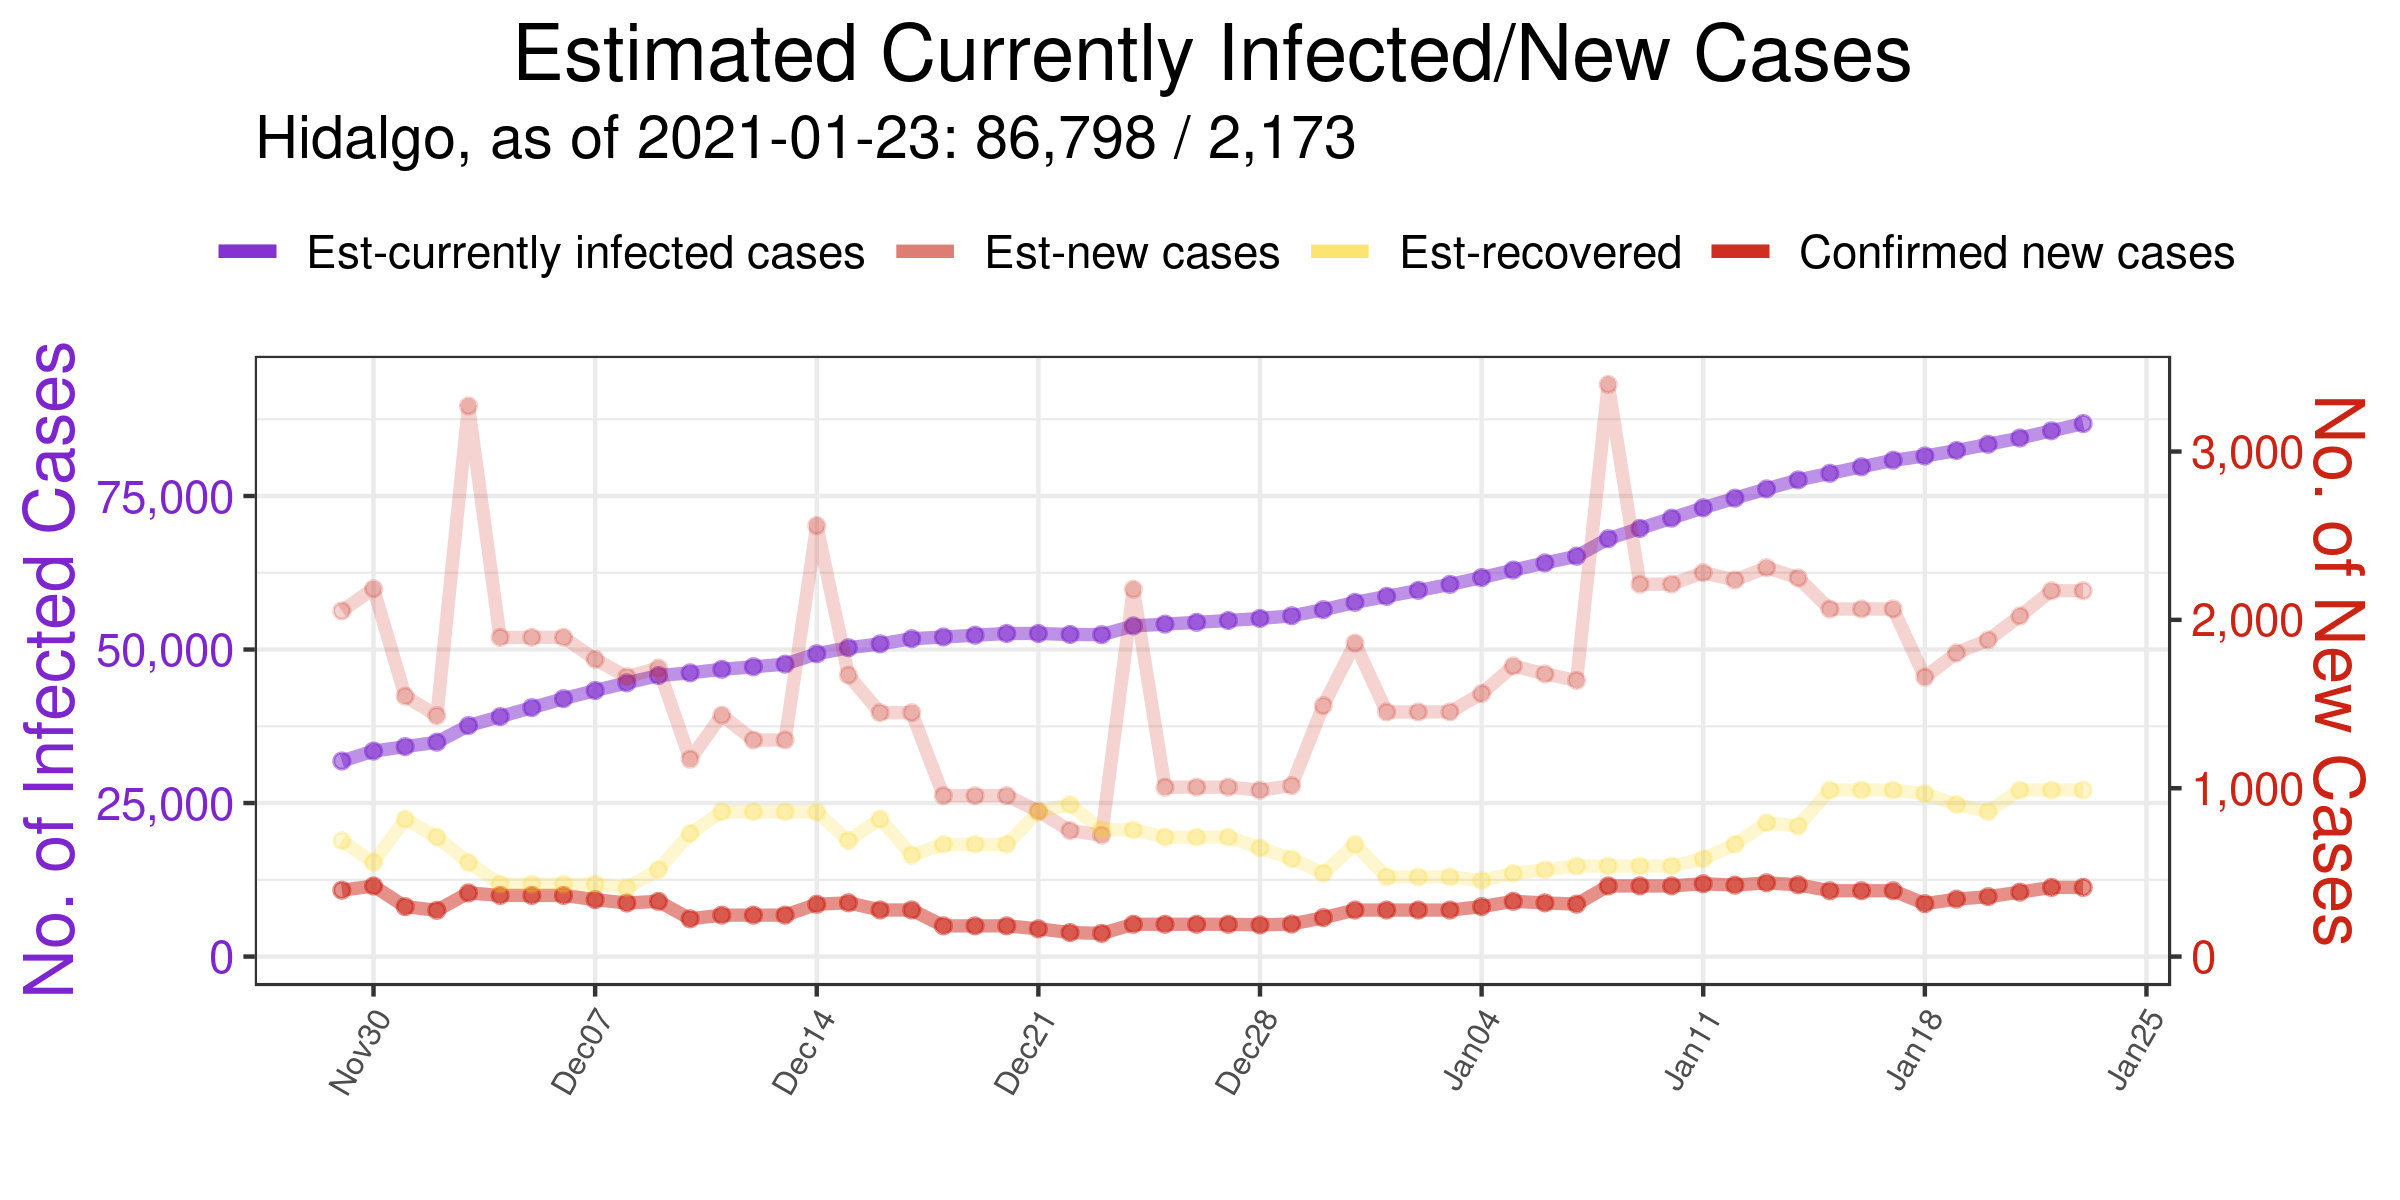 Estimated Currently Infected/New Cases
Hidalgo, as of 2021-01-23: 86,798 / 2,173
Est-currently infected cases Est-new cases Est-recovered Confirmed new cases
No. of Infected Cases
75,000
50,000
25,000
0
3,000
2,000
1,000
0
No. of New Cases
Nov30 Dec07 Dec14 Dec21 Dec28 Jan04 Jan11 Jan18 Jan25